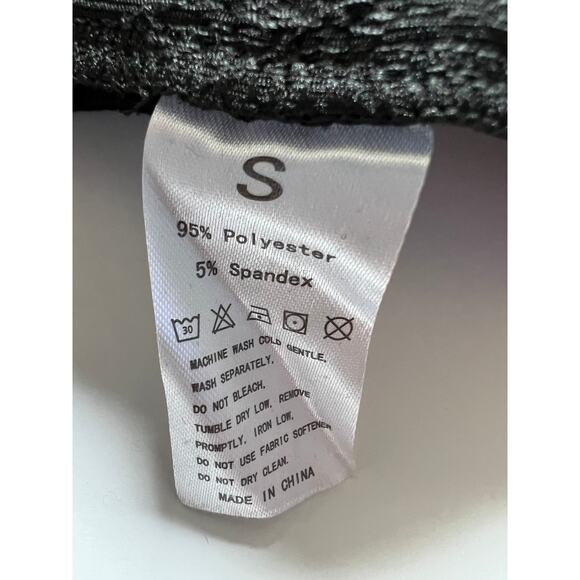 S
95% Polyester
5% Spandex
30
MACHINE WASH COLD GENTLE.
WASH SEPARATELY.
DO NOT BLEACH.
TUMBLE DRY LOW. REMOVE
PROMPTLY. IRON LOW.
DO NOT USE FABRIC SOFTENER
DO NOT DRY CLEAN.
MADE IN CHINA